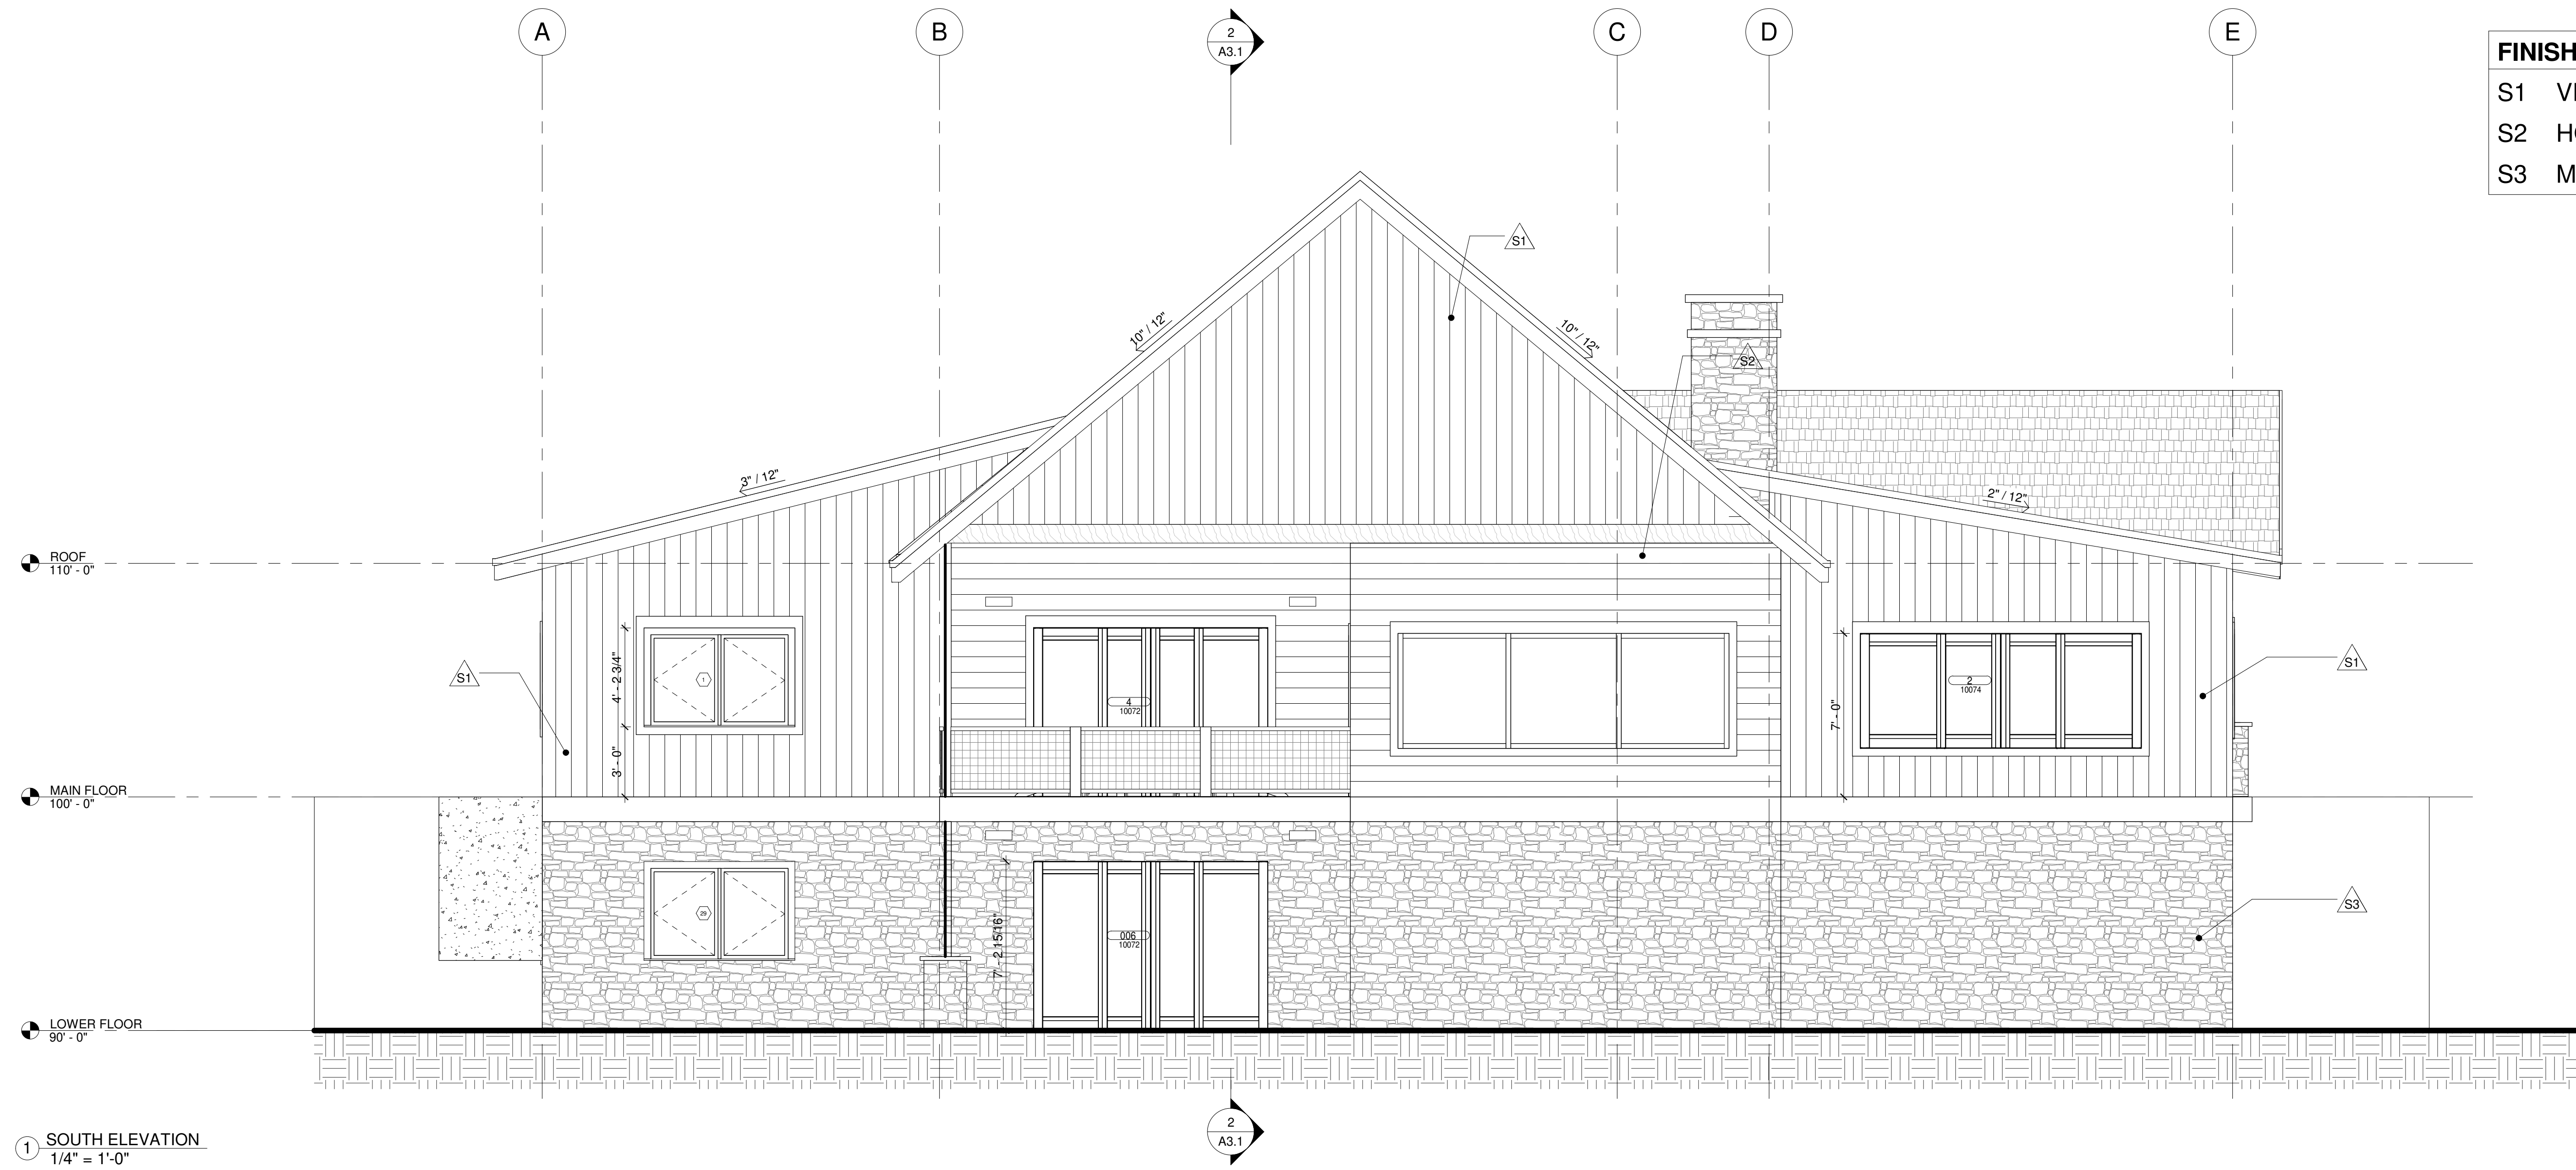 A
B
2
A3.1
C
D
E
FINISH
S1 VI
S2 H
S3 M
S1
10" / 12"
10" / 12"
S2
3" / 12"
2" / 12"
ROOF
110' - 0"
4' - 2 3/4"
1
S1
4
10072
2
10074
S1
7' - 0"
3' - 0"
MAIN FLOOR
100' - 0"
29
7' - 2 15/16"
006
10072
S3
LOWER FLOOR
90' - 0"
2
A3.1
1 SOUTH ELEVATION
1/4" = 1'-0"